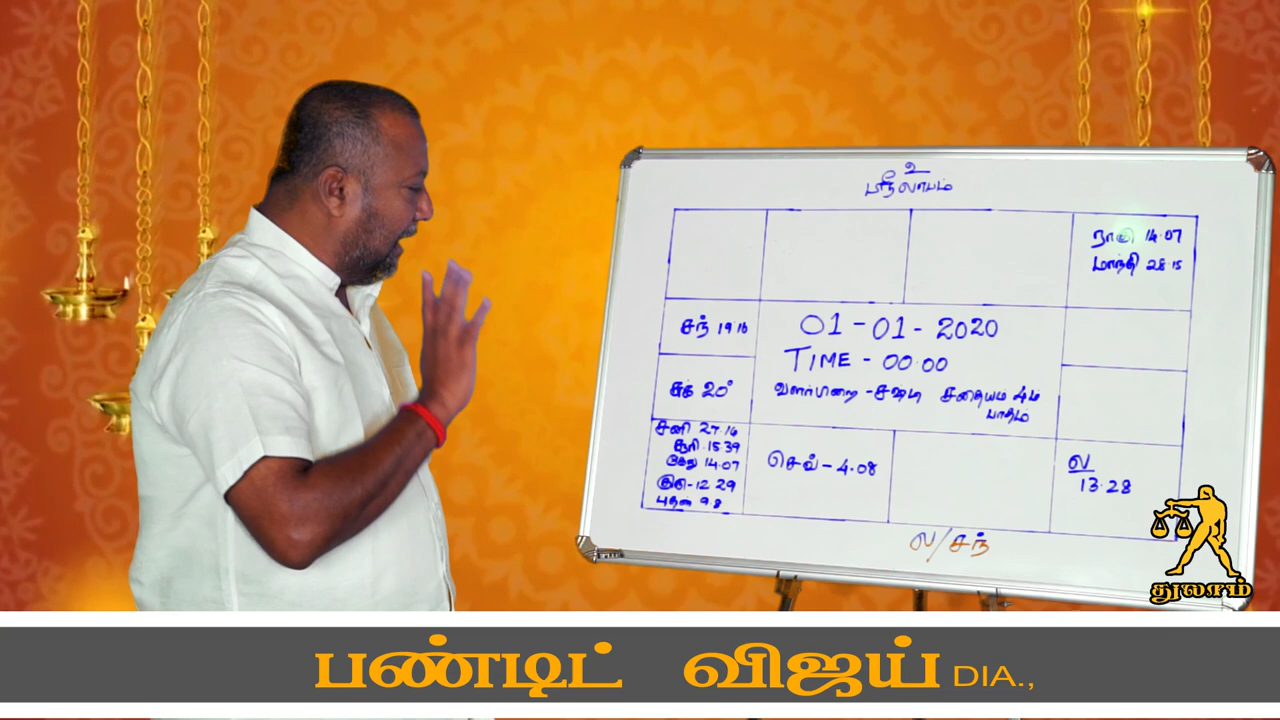 உ
ஸ்ரீ லாபம்
ராகு 14.07
மாந்தி 28.15
சந் 19 16
சுக் 20°
01-01-2020
TIME - 00.00
வளர்பிறை - சஷ்டி சதையம் 4ம்
பாதம்
சனி 27.14
சூரி 15.39
கேது 14.07
குரு-12 29
புதன் 9.8
செவ் - 4.08
ல
13.28
ல/சந்
துலாம்
பண்டிட் விஜய் DIA.,